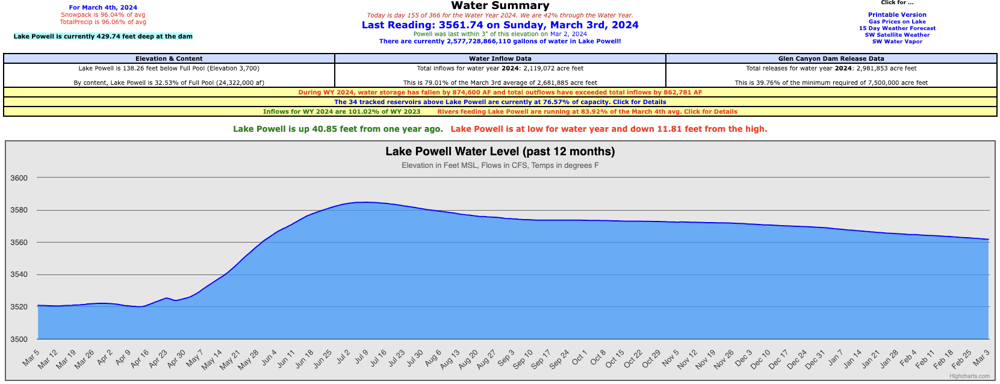 For March 4th, 2024
Snowpack is 96.04% of avg
TotalPrecip is 96.06% of avg
Lake Powell is currently 429.74 feet deep at the dam
Water Summary
Today is day 155 of 366 for the Water Year 2024. We are 42% through the Water Year.
Last Reading: 3561.74 on Sunday, March 3rd, 2024
Powell was last within 3" of this elevation on Mar 2, 2024
There are currently 2,577,728,866,110 gallons of water in Lake Powell!
Click for ...
Printable Version
Gas Prices on Lake
15 Day Weather Forecast
SW Satellite Weather
SW Water Vapor
Elevation & Content
Water Inflow Data
Glen Canyon Dam Release Data
Lake Powell is 138.26 feet below Full Pool (Elevation 3,700)
Total inflows for water year 2024: 2,119,072 acre feet
Total releases for water year 2024: 2,981,853 acre feet
By content, Lake Powell is 32.53% of Full Pool (24,322,000 af)
This is 79.01% of the March 3rd average of 2,681,885 acre feet
This is 39.76% of the minimum required of 7,500,000 acre feet
During WY 2024, water storage has fallen by 874,600 AF and total outflows have exceeded total inflows by 862,781 AF
The 34 tracked reservoirs above Lake Powell are currently at 76.57% of capacity. Click for Details
Inflows for WY 2024 are 101.02% of WY 2023 Rivers feeding Lake Powell are running at 83.92% of the March 4th avg. Click for Details
Lake Powell is up 40.85 feet from one year ago. Lake Powell is at low for water year and down 11.81 feet from the high.
Lake Powell Water Level (past 12 months)
Elevation in Feet MSL, Flows in CFS, Temps in degrees F
3600
3580
3560
3540
3520
3500
Mar 5
Mar 12
Mar 19
Mar 26
Apr 2
Apr 9
Apr 16
Apr 23
Apr 30
May 7
May 14
May 21
May 28
Jun 4
Jun 11
Jun 18
Jun 25
Jul 2
Jul 9
Jul 16
Jul 23
Jul 30
Aug 6
Aug 13
Aug 20
Aug 27
Sep 3
Sep 10
Sep 17
Sep 24
Oct 1
Oct 8
Oct 15
Oct 22
Oct 29
Nov 5
Nov 12
Nov 19
Nov 26
Dec 3
Dec 10
Dec 17
Dec 24
Dec 31
Jan 7
Jan 14
Jan 21
Jan 28
Feb 4
Feb 11
Feb 18
Feb 25
Mar 3
Highcharts.com